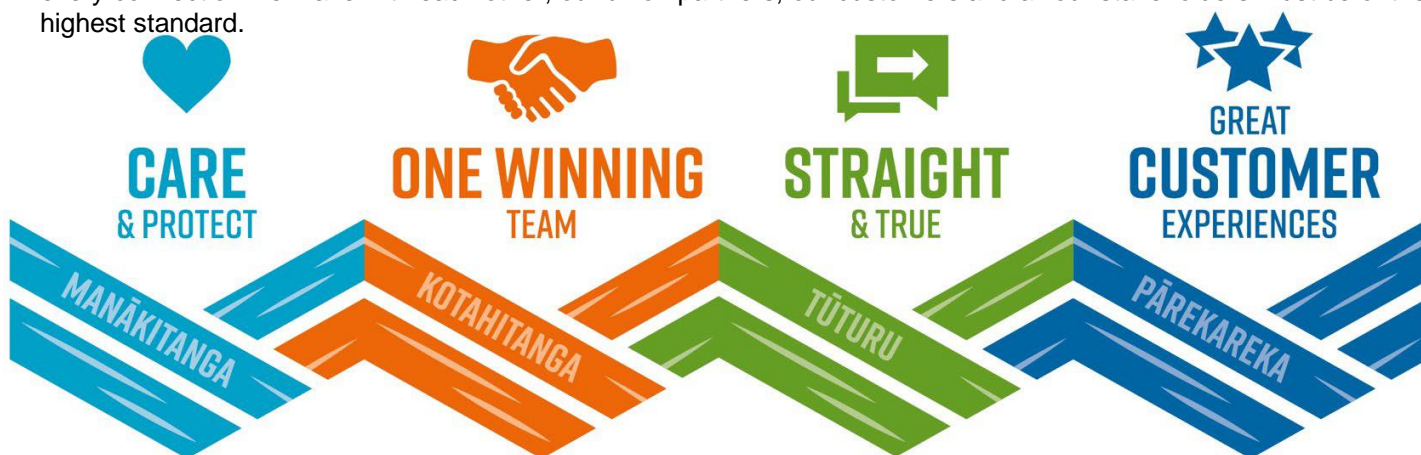 highest standard.
CARE
& PROTECT
ONE WINNING
TEAM
STRAIGHT
& TRUE
GREAT
CUSTOMER
EXPERIENCES
MANĀKITANGA
KOTAHITANGA
TŪTURU
PĀREKAREKA